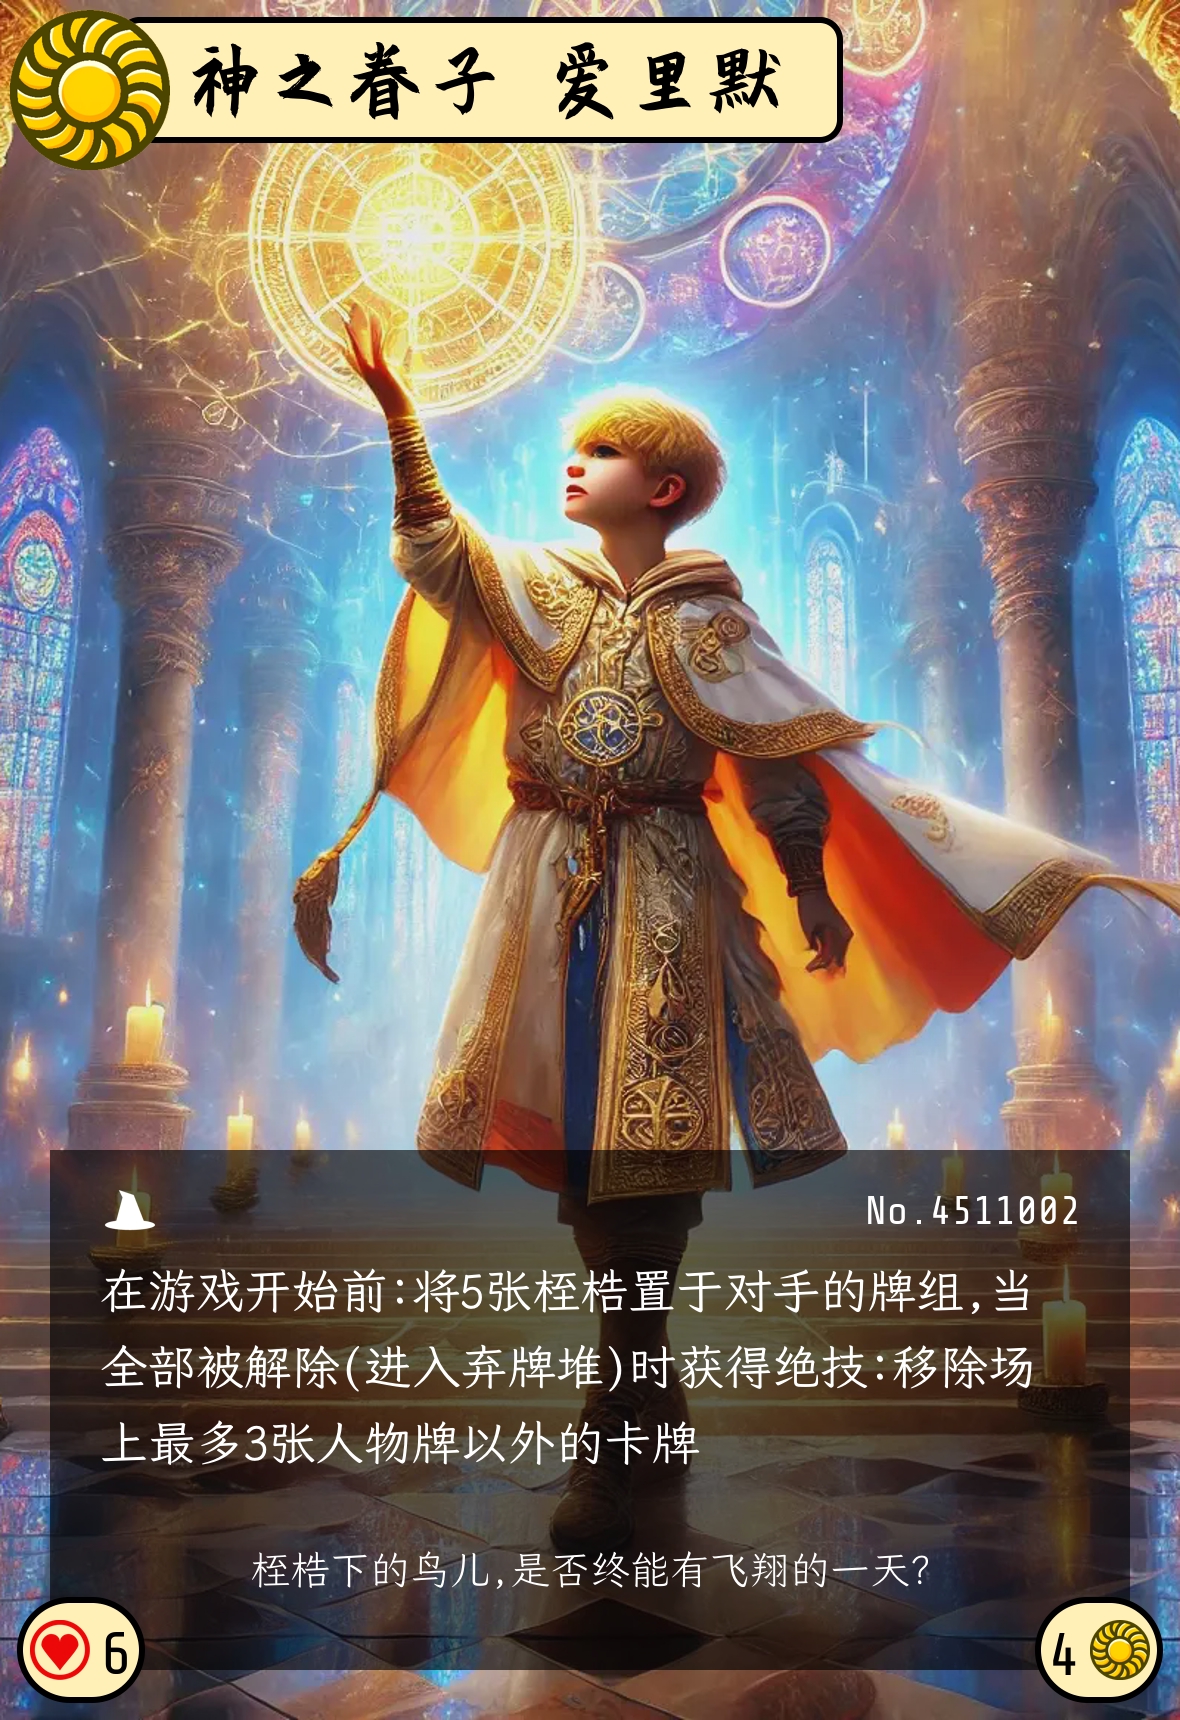 神之眷子 爱里默
No.4511002
在游戏开始前:将5张桎梏置于对手的牌组,当
全部被解除(进入弃牌堆)时获得绝技:移除场
上最多3张人物牌以外的卡牌
桎梏下的鸟儿,是否终能有飞翔的一天?
6
4